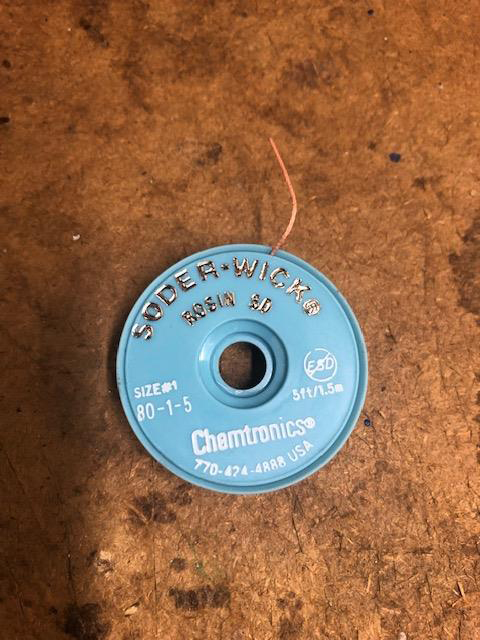 SODER-WICK®
ROSIN SD
ESD
5ft/1.5m
SIZE#1
80-1-5
Chemtronics®
770-424-4888 USA